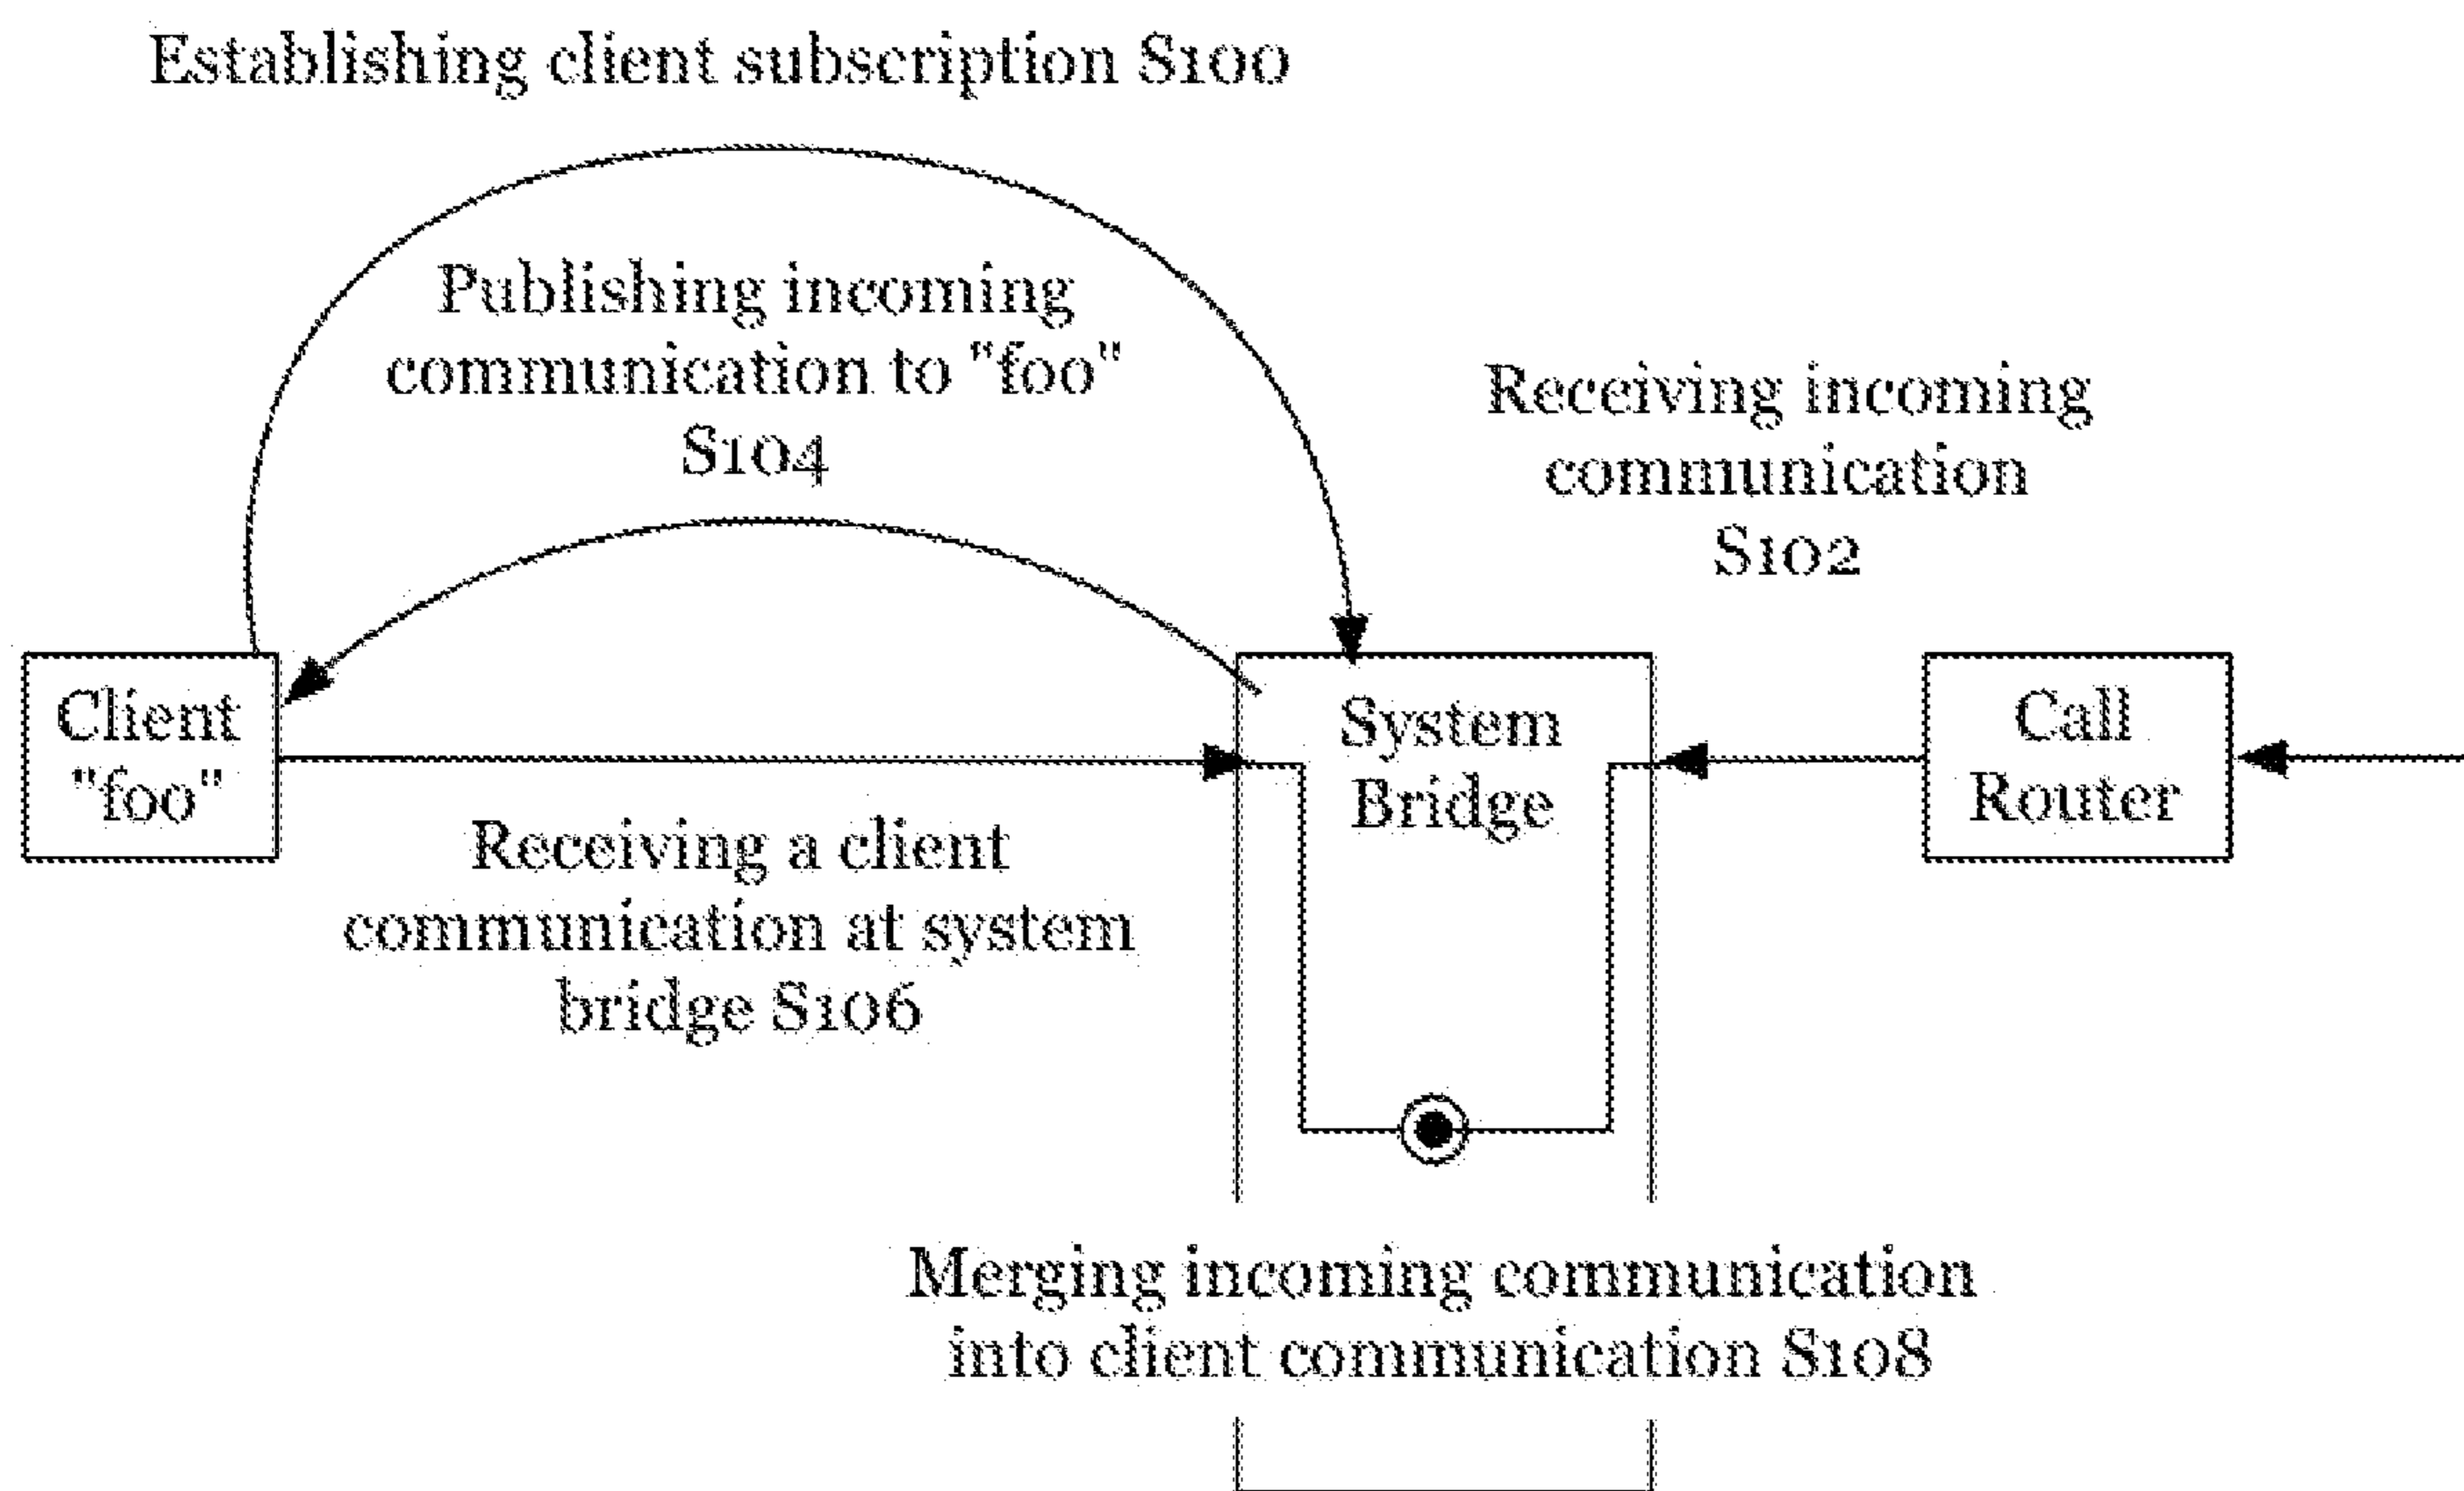 Establishing client subscription S100
Publishing incoming
communication to "foo"
S104
Receiving incoming
communication
S102
Client
"foo"
System
Bridge
Call
Router
Receiving a client
communication at system
bridge S106
Merging incoming communication
into client communication S108